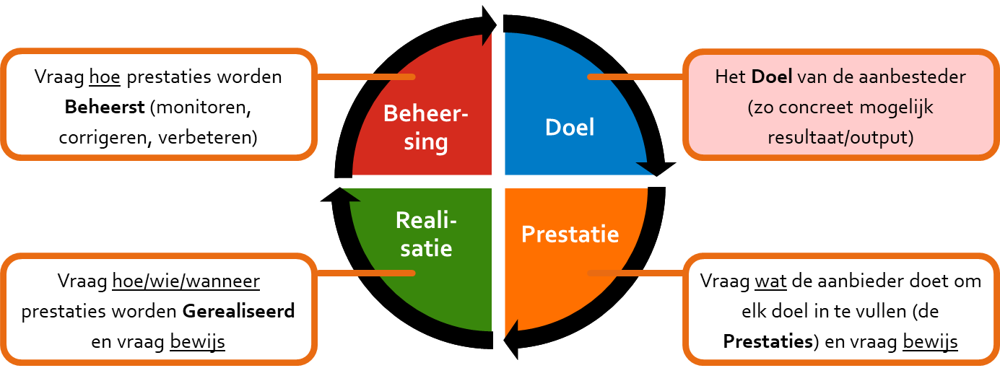 Vraag hoe prestaties worden
Beheerst (monitoren,
corrigeren, verbeteren)
Beheer-
sing
Doel
Het Doel van de aanbesteder
(zo concreet mogelijk
resultaat/output)
Vraag hoe/wie/wanneer
prestaties worden Gerealiseerd
en vraag bewijs
Reali-
satie
Prestatie
Vraag wat de aanbieder doet om
elk doel in te vullen (de
Prestaties) en vraag bewijs